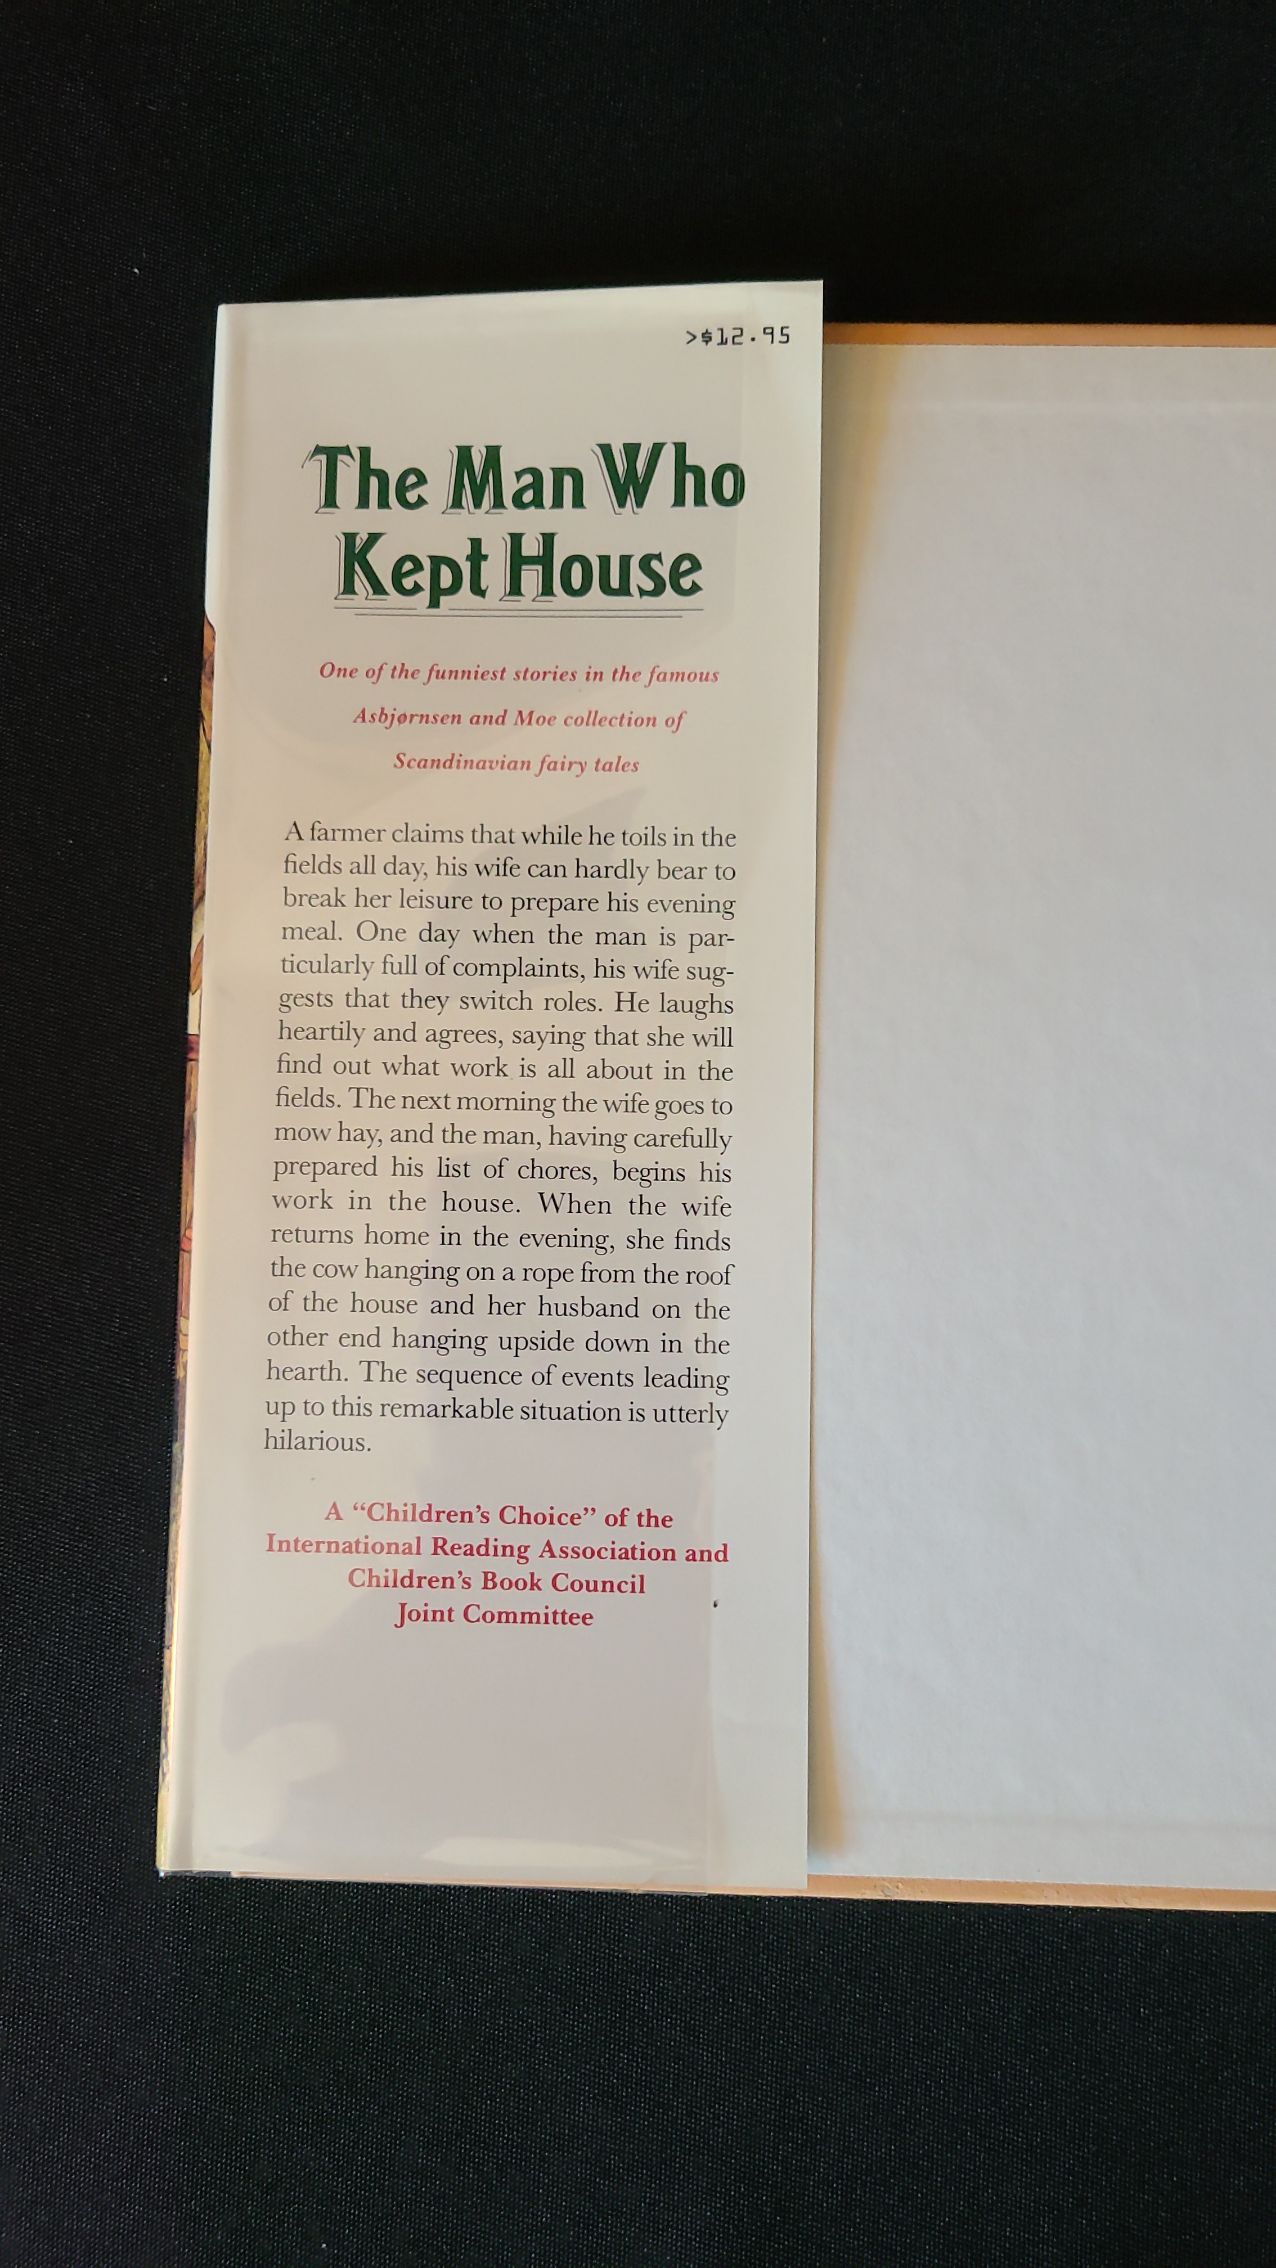 >$12.95
The Man Who
Kept House
One of the funniest stories in the famous
Asbjørnsen and Moe collection of
Scandinavian fairy tales
A farmer claims that while he toils in the
fields all day, his wife can hardly bear to
break her leisure to prepare his evening
meal. One day when the man is par-
ticularly full of complaints, his wife sug-
gests that they switch roles. He laughs
heartily and agrees, saying that she will
find out what work is all about in the
fields. The next morning the wife goes to
mow hay, and the man, having carefully
prepared his list of chores, begins his
work in the house. When the wife
returns home in the evening, she finds
the cow hanging on a rope from the roof
of the house and her husband on the
other end hanging upside down in the
hearth. The sequence of events leading
up to this remarkable situation is utterly
hilarious.
A “Children’s Choice” of the
International Reading Association and
Children’s Book Council
Joint Committee